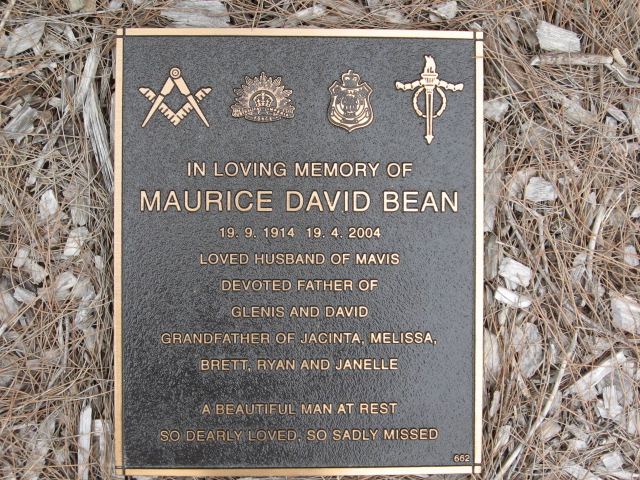 IN LOVING MEMORY OF
MAURICE DAVID BEAN
19. 9. 1914 19. 4. 2004
LOVED HUSBAND OF MAVIS
DEVOTED FATHER OF
GLENIS AND DAVID
GRANDFATHER OF JACINTA, MELISSA,
BRETT, RYAN AND JANELLE
A BEAUTIFUL MAN AT REST
SO DEARLY LOVED, SO SADLY MISSED
662